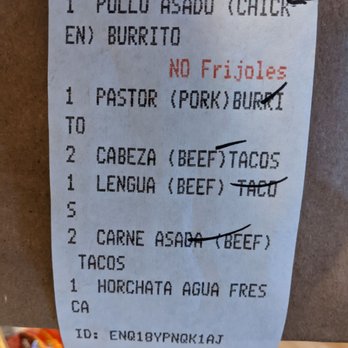 1 POLLO ASADO (CHICK
EN) BURRITO
NO Frijoles
1 PASTOR (PORK)BURRI
TO
2 CABEZA (BEEF)TACOS
1 LENGUA (BEEF) TACO
S
2 CARNE ASADA (BEEF)
TACOS
1 HORCHATA AGUA FRES
CA
ID: ENQ18YPNQK1AJ